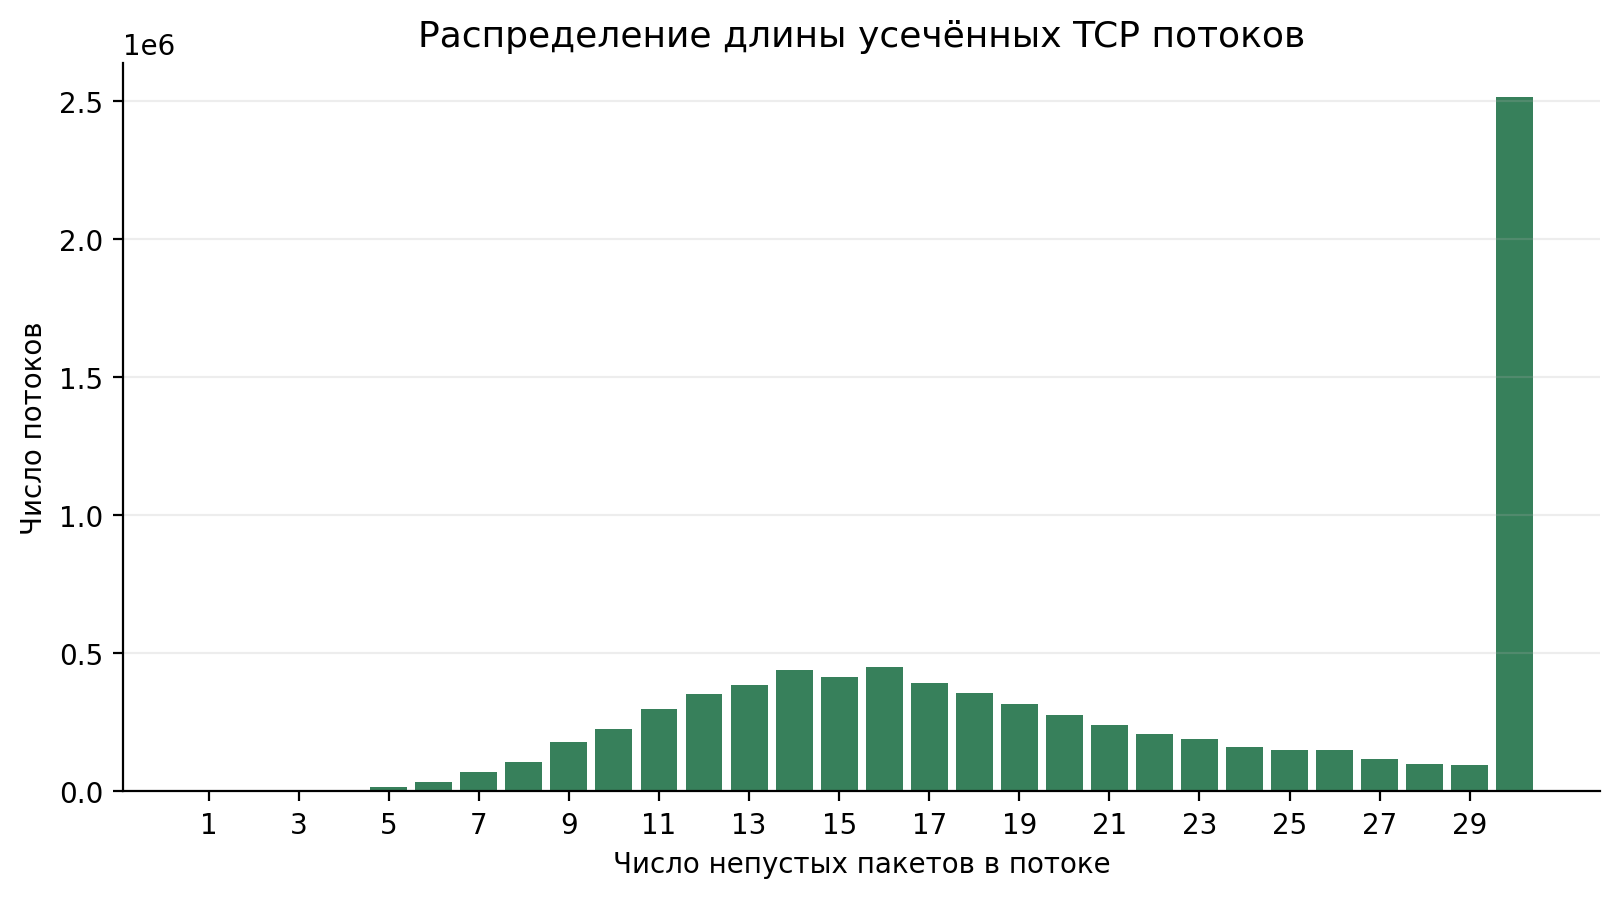 Распределение длины усечённых TCP потоков
1e6
2.5
2.0
1.5
1.0
0.5
0.0
Число потоков
1 3 5 7 9 11 13 15 17 19 21 23 25 27 29
Число непустых пакетов в потоке